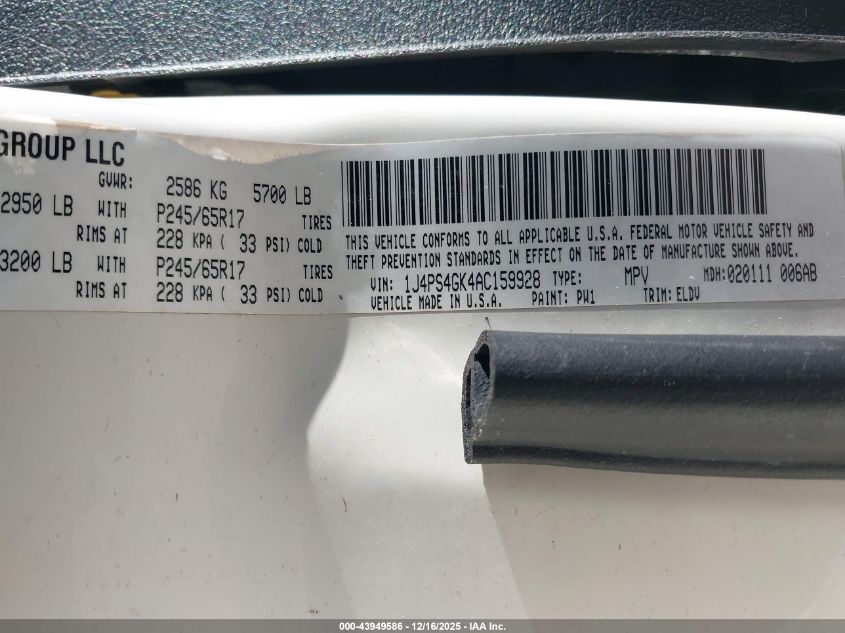 GROUP LLC
GVWR: 2586 KG 5700 LB
2950 LB WITH P245/65R17 TIRES
RIMS AT 228 KPA ( 33 PSI) COLD
3200 LB WITH P245/65R17 TIRES
RIMS AT 228 KPA ( 33 PSI) COLD
THIS VEHICLE CONFORMS TO ALL APPLICABLE U.S.A. FEDERAL MOTOR VEHICLE SAFETY AND
THEFT PREVENTION STANDARDS IN EFFECT ON THE DATE OF MANUFACTURE SHOWN ABOVE.
VIN: 1J4PS4GK4AC159928 TYPE: MPV MDH:020111 006AB
VEHICLE MADE IN U.S.A. PAINT: PW1 TRIM: ELDV
000-43949586 - 12/16/2025 - IAA Inc.